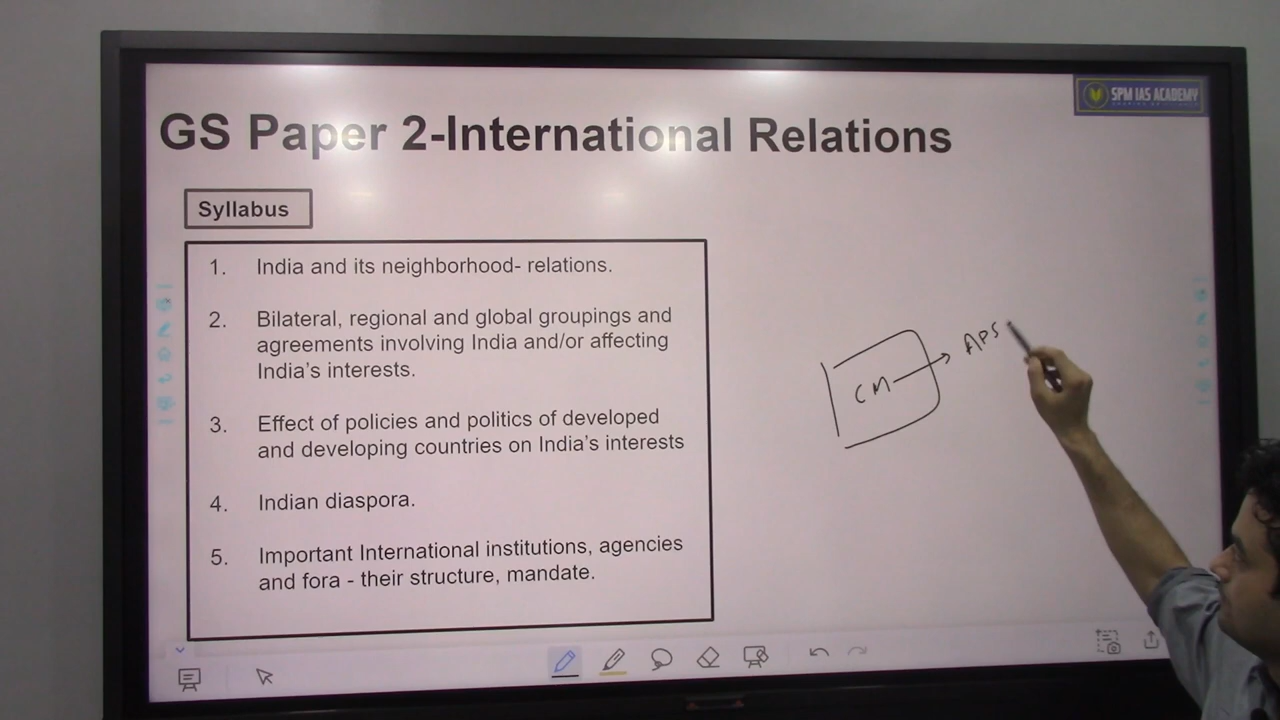 SPM IAS ACADEMY
GS Paper 2-International Relations
Syllabus
1. India and its neighborhood- relations.
2. Bilateral, regional and global groupings and
agreements involving India and/or affecting
India's interests.
3. Effect of policies and politics of developed
and developing countries on India's interests
4. Indian diaspora.
5. Important International institutions, agencies
and fora - their structure, mandate.
CM → APS